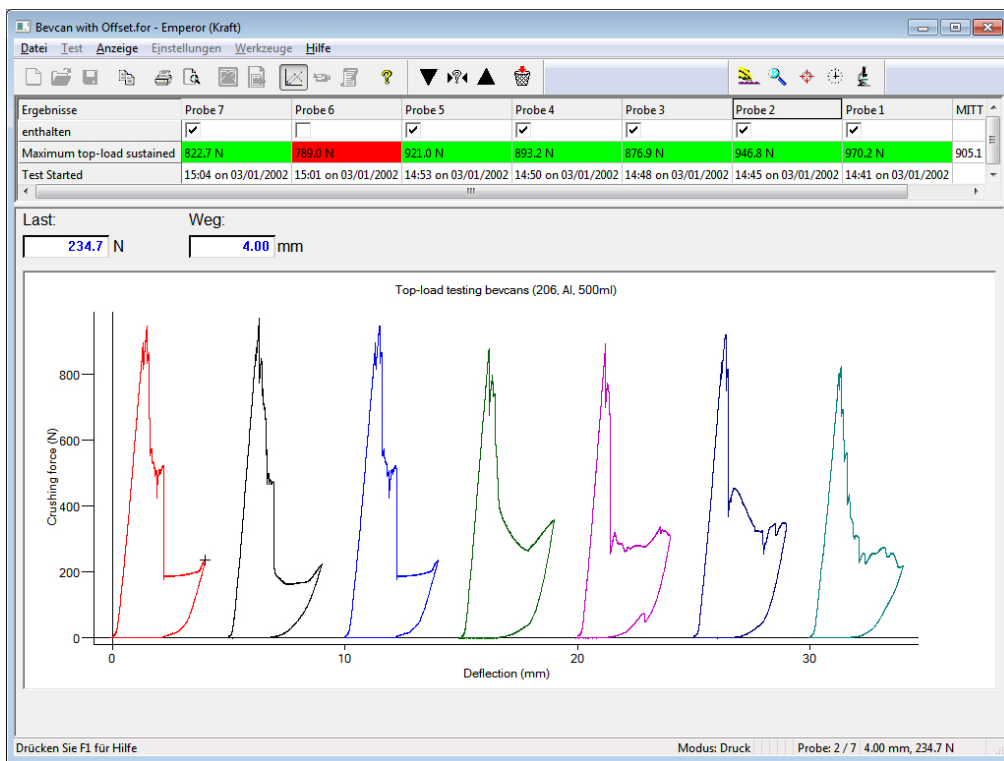 Bevcan with Offset.for - Emperor (Kraft)
Datei Test Anzeige Einstellungen Werkzeuge Hilfe
Ergebnisse Probe 7 Probe 6 Probe 5 Probe 4 Probe 3 Probe 2 Probe 1 MITT
enthalten
Maximum top-load sustained 822.7 N 789.0 N 921.0 N 893.2 N 876.9 N 946.8 N 970.2 N 905.1
Test Started 15:04 on 03/01/2002 15:01 on 03/01/2002 14:53 on 03/01/2002 14:50 on 03/01/2002 14:48 on 03/01/2002 14:45 on 03/01/2002 14:41 on 03/01/2002
Last: Weg:
234.7 N 4.00 mm
Top-load testing bevcans (206, Al, 500ml)
Crushing force (N)
800
600
400
200
0
0 10 20 30
Deflection (mm)
Drücken Sie F1 für Hilfe Modus: Druck Probe: 2 / 7 4.00 mm, 234.7 N